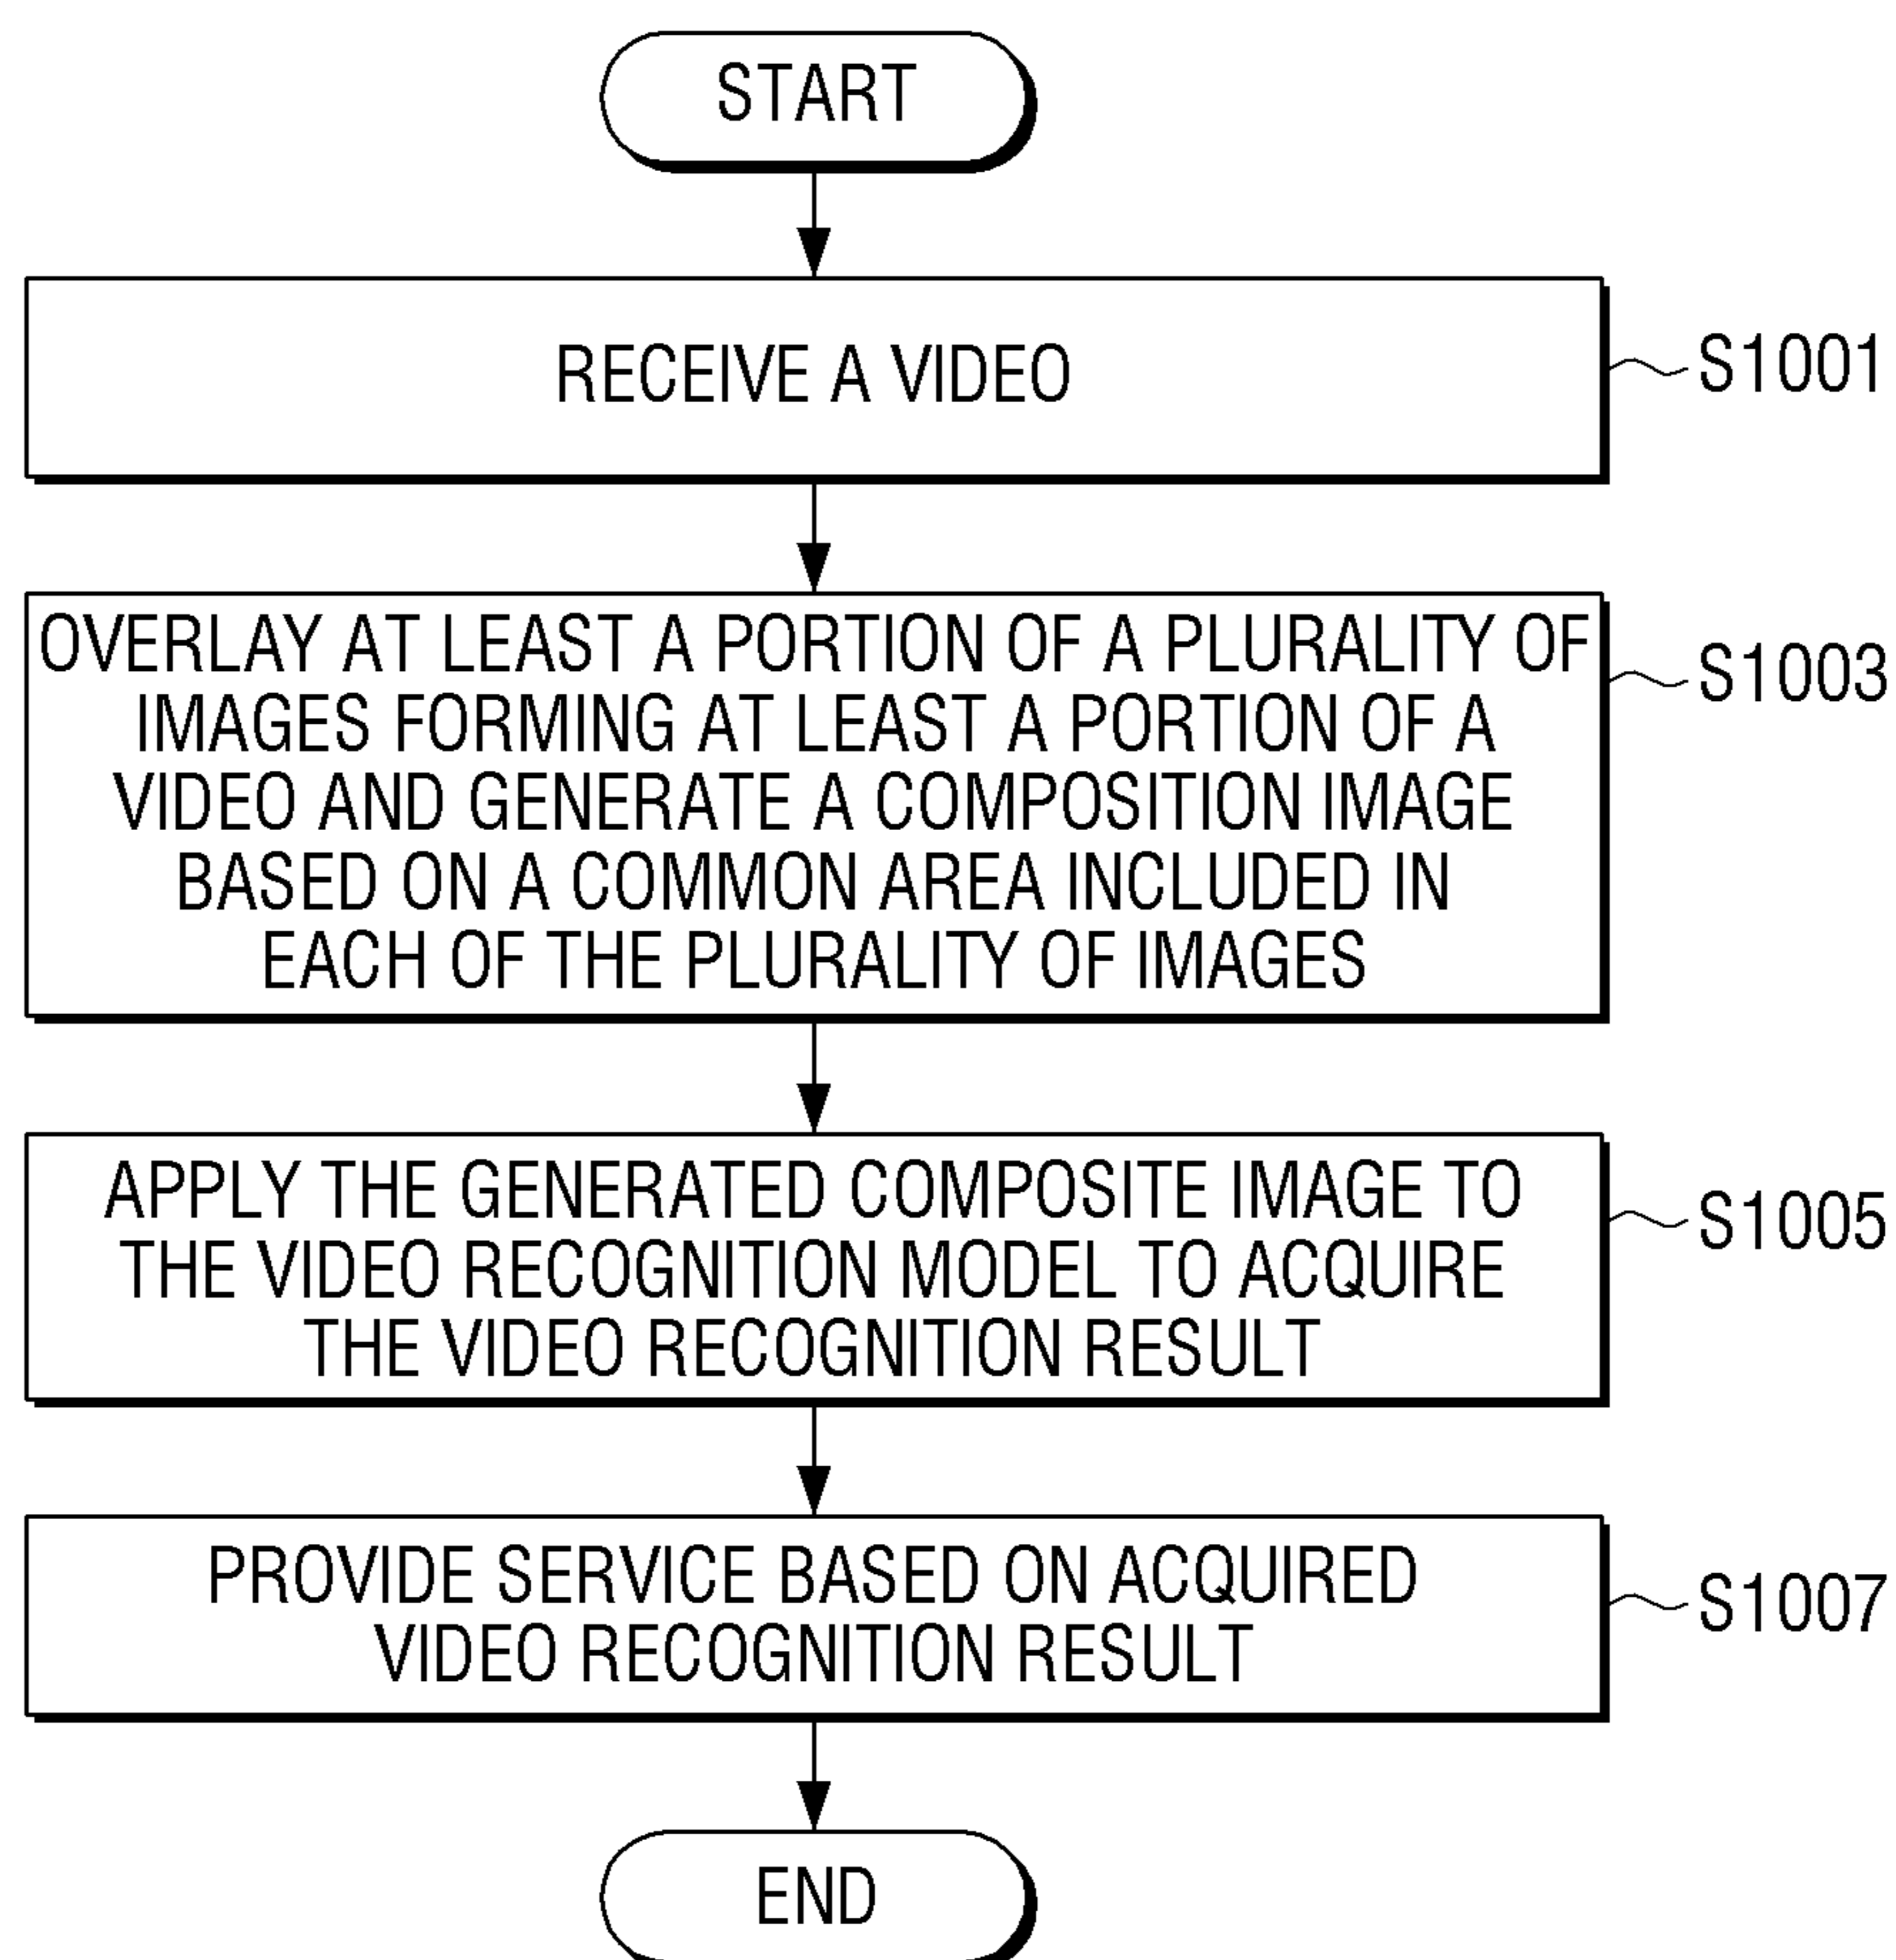 START
RECEIVE A VIDEO
S1001
OVERLAY AT LEAST A PORTION OF A PLURALITY OF
IMAGES FORMING AT LEAST A PORTION OF A
VIDEO AND GENERATE A COMPOSITION IMAGE
BASED ON A COMMON AREA INCLUDED IN
EACH OF THE PLURALITY OF IMAGES
S1003
APPLY THE GENERATED COMPOSITE IMAGE TO
THE VIDEO RECOGNITION MODEL TO ACQUIRE
THE VIDEO RECOGNITION RESULT
S1005
PROVIDE SERVICE BASED ON ACQUIRED
VIDEO RECOGNITION RESULT
S1007
END